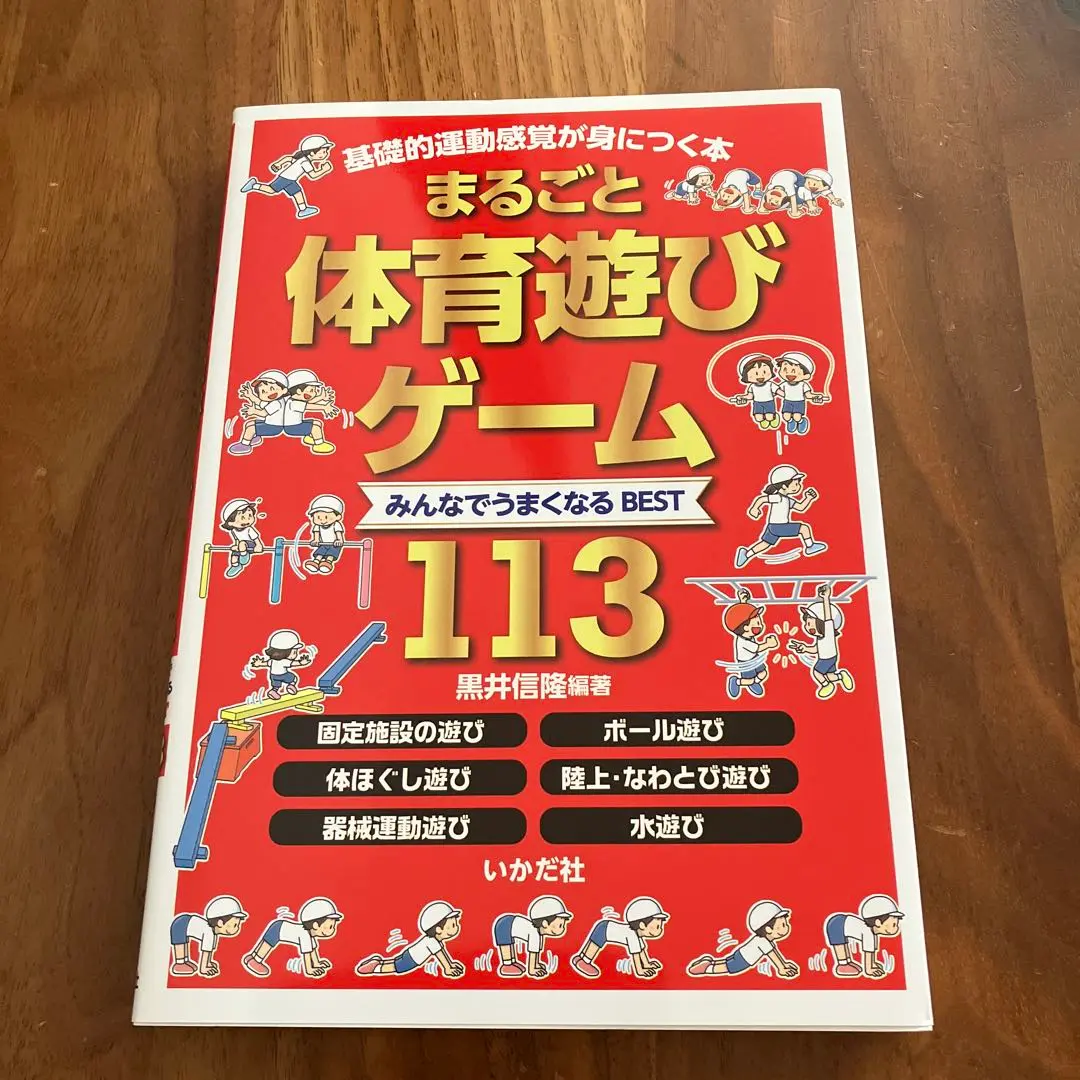 基礎的運動感覚が身につく本
まるごと
体育遊び
ゲーム
みんなでうまくなる BEST
113
黒井信隆編著
固定施設の遊び
ボール遊び
体ほぐし遊び
陸上・なわとび遊び
器械運動遊び
水遊び
いかだ社